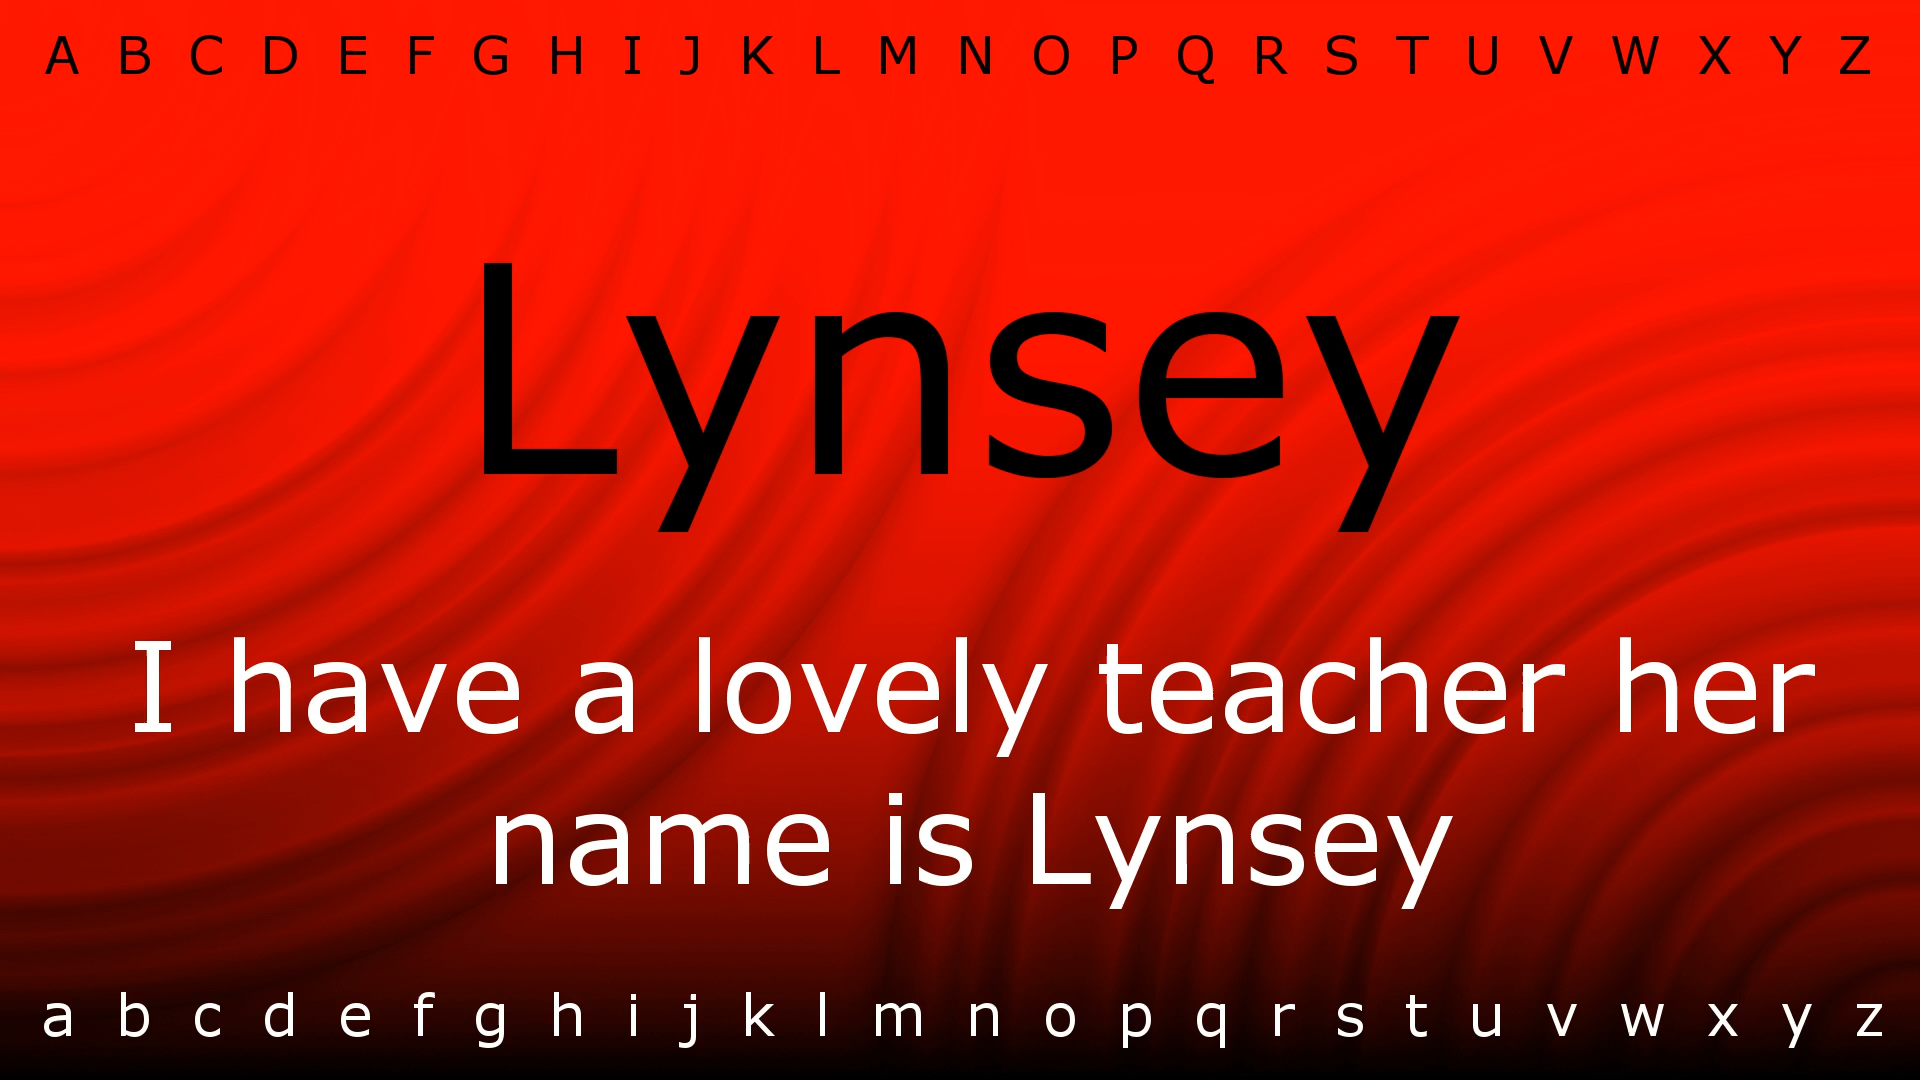 A B C D E F G H I J K L M N O P Q R S T U V W X Y Z
Lynsey
I have a lovely teacher her
name is Lynsey
a b c d e f g h i j k l m n o p q r s t u v w x y z